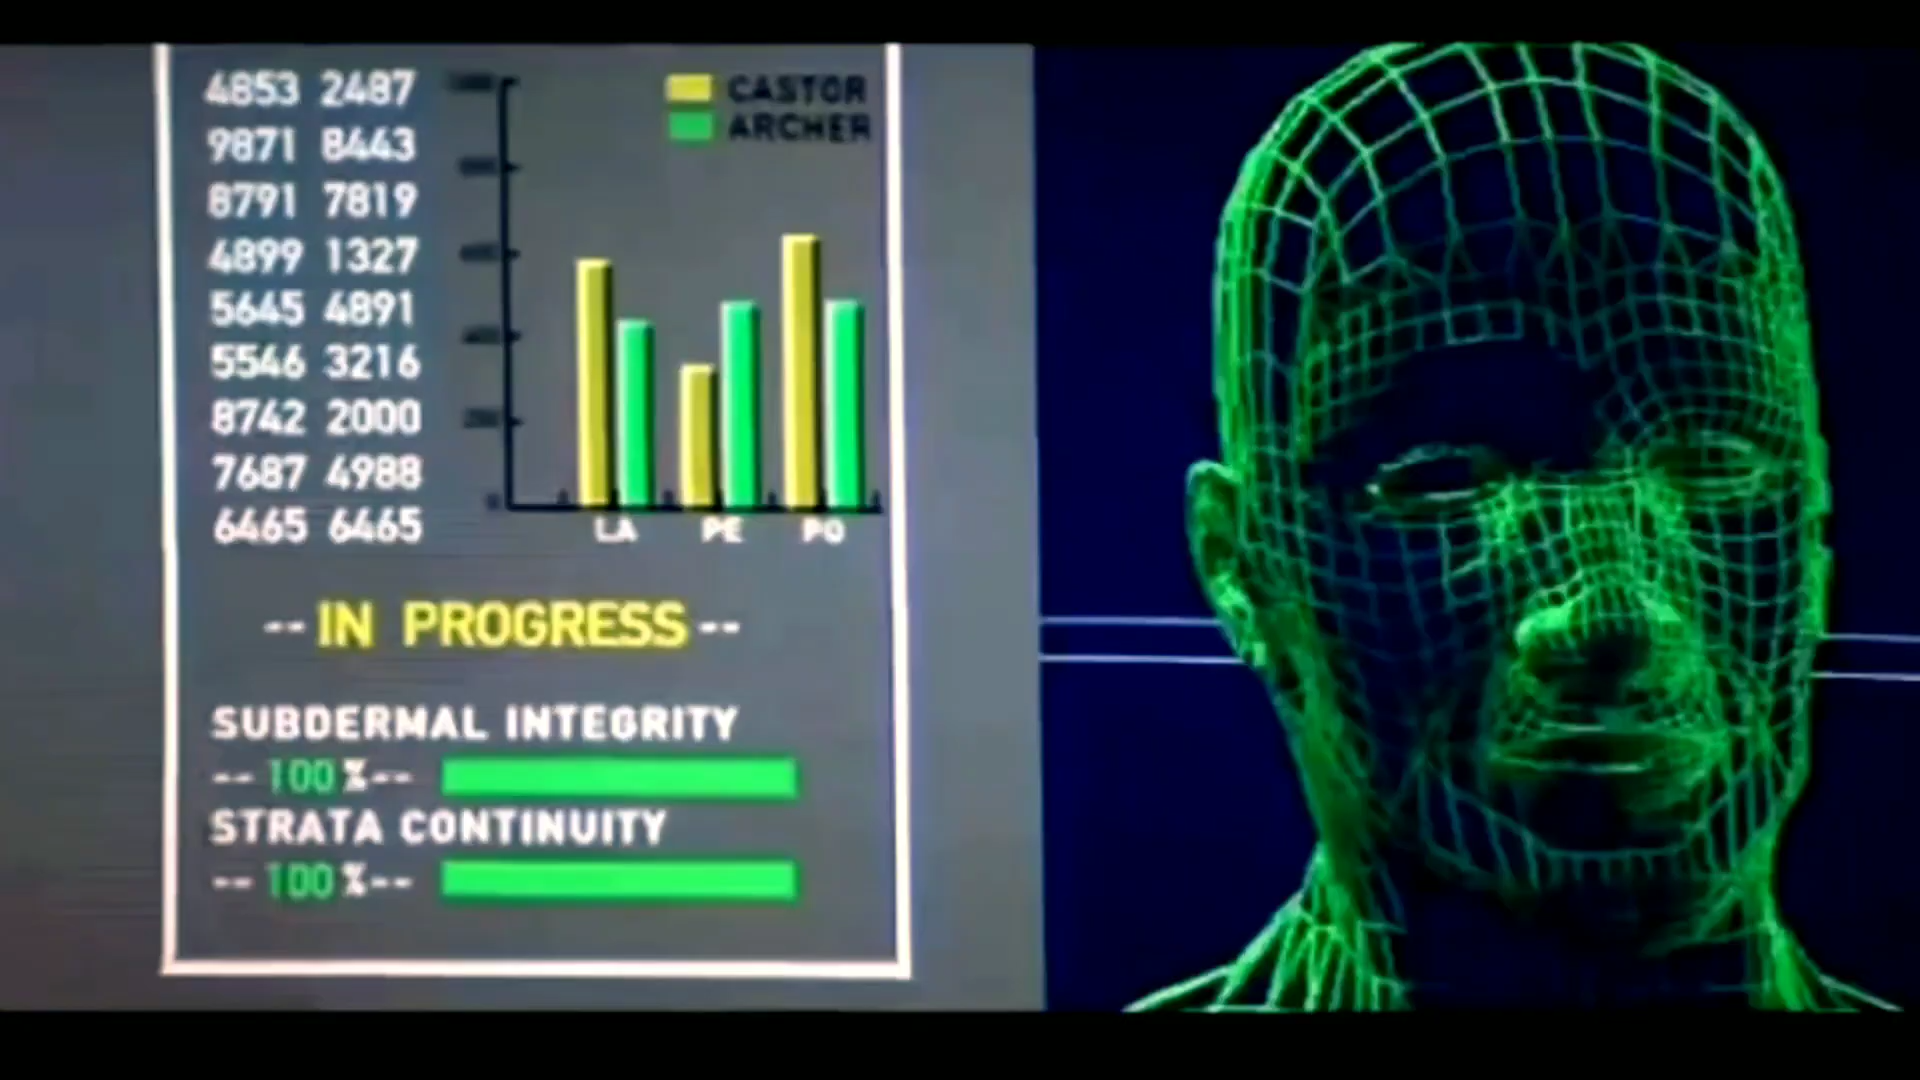 4853 2487
9871 8443
8791 7819
4899 1327
5645 4891
5546 3216
8742 2000
7687 4988
6465 6465
CASTOR
ARCHER
0
LA PE PO
-- IN PROGRESS --
SUBDERMAL INTEGRITY
-- 100 % --
STRATA CONTINUITY
-- 100 % --